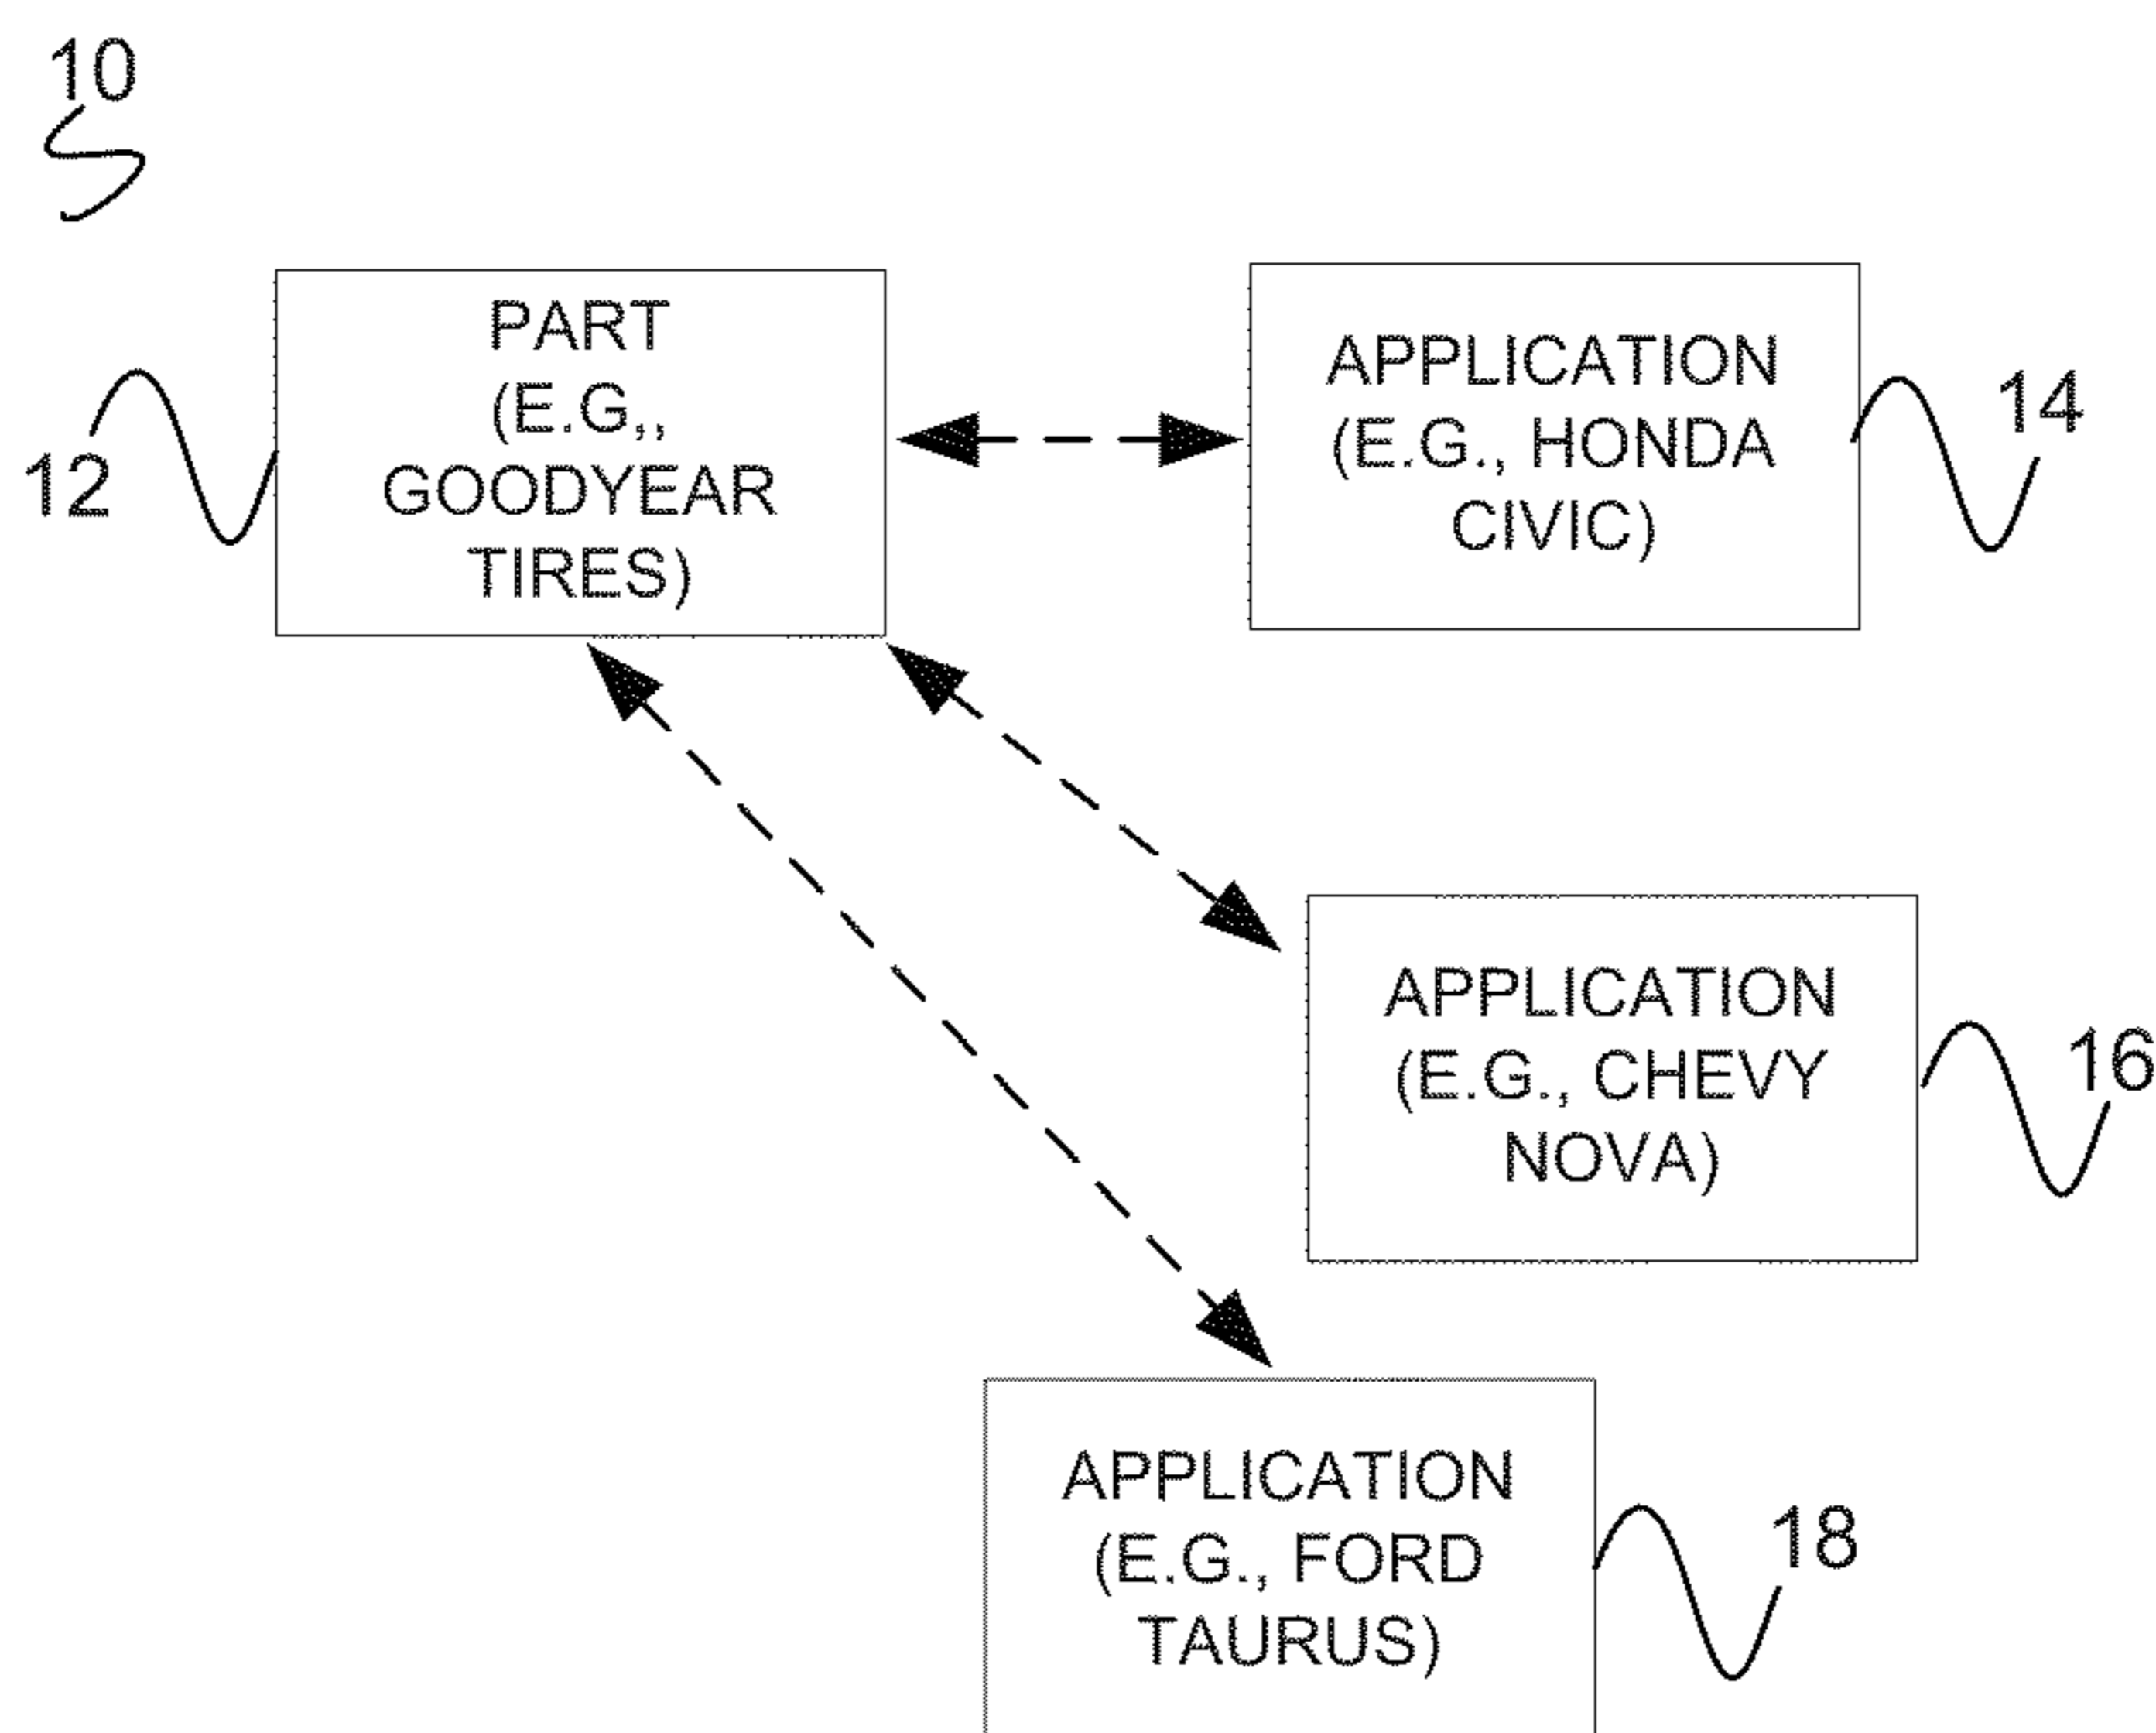 10
PART
(E.G,,
GOODYEAR
TIRES)
12
APPLICATION
(E.G., HONDA
CIVIC)
14
APPLICATION
(E.G., CHEVY
NOVA)
16
APPLICATION
(E.G., FORD
TAURUS)
18